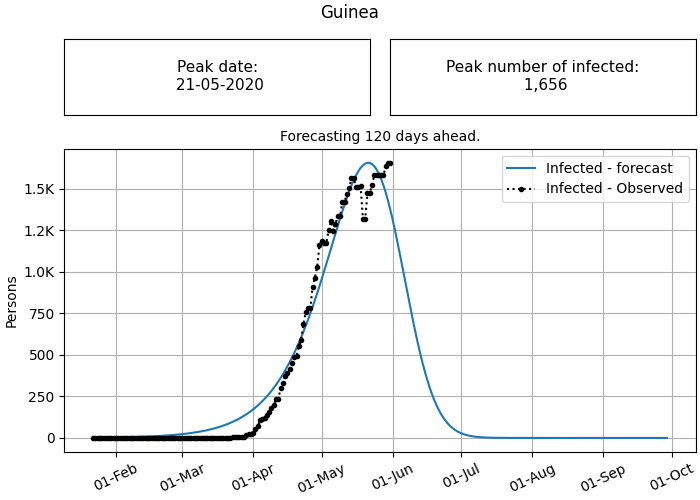 Guinea
Peak date:
21-05-2020
Peak number of infected:
1,656
Forecasting 120 days ahead.
Infected - forecast
Infected - Observed
1.5K
1.2K
1.0K
750
500
250
0
Persons
01-Feb
01-Mar
01-Apr
01-May
01-Jun
01-Jul
01-Aug
01-Sep
01-Oct